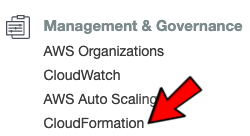 Management & Governance
AWS Organizations
CloudWatch
AWS Auto Scaling
CloudFormation